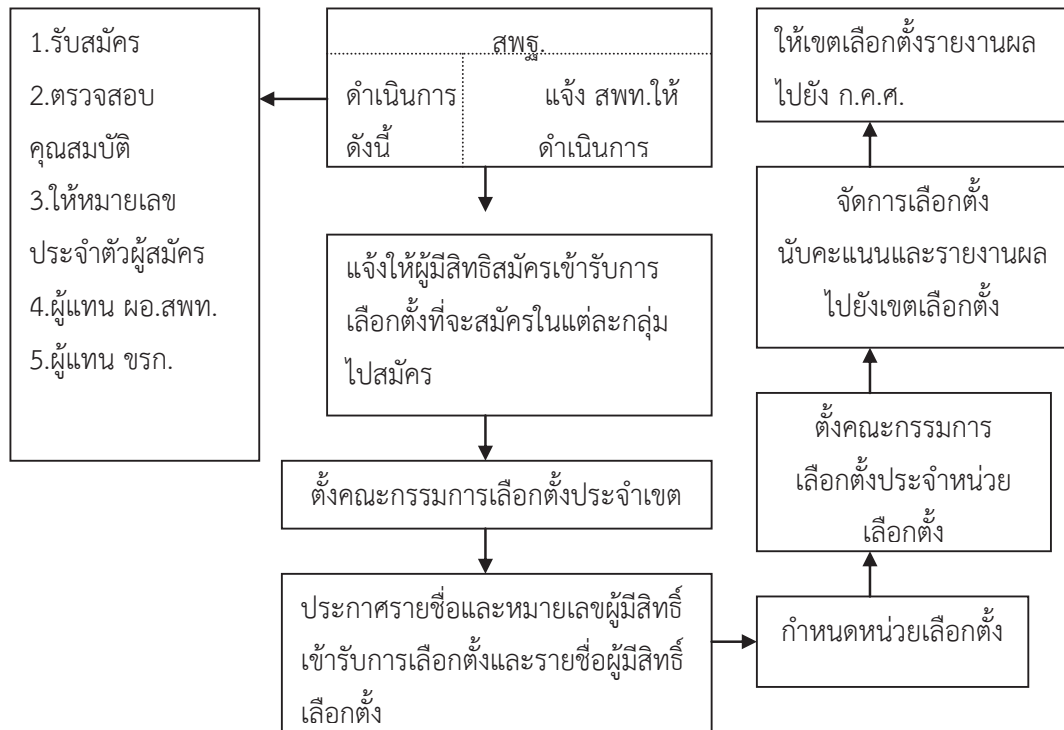 1.รับสมัคร
2.ตรวจสอบ
คุณสมบัติ
3.ให้หมายเลข
ประจำตัวผู้สมัคร
4.ผู้แทน ผอ.สพท.
5.ผู้แทน ขรก.
สพฐ.
ดำเนินการ
ดังนี้
แจ้ง สพท.ให้
ดำเนินการ
แจ้งให้ผู้มีสิทธิสมัครเข้ารับการ
เลือกตั้งที่จะสมัครในแต่ละกลุ่ม
ไปสมัคร
ตั้งคณะกรรมการเลือกตั้งประจำเขต
ประกาศรายชื่อและหมายเลขผู้มีสิทธิ์
เข้ารับการเลือกตั้งและรายชื่อผู้มีสิทธิ์
เลือกตั้ง
กำหนดหน่วยเลือกตั้ง
ตั้งคณะกรรมการ
เลือกตั้งประจำหน่วย
เลือกตั้ง
จัดการเลือกตั้ง
นับคะแนนและรายงานผล
ไปยังเขตเลือกตั้ง
ให้เขตเลือกตั้งรายงานผล
ไปยัง ก.ค.ศ.